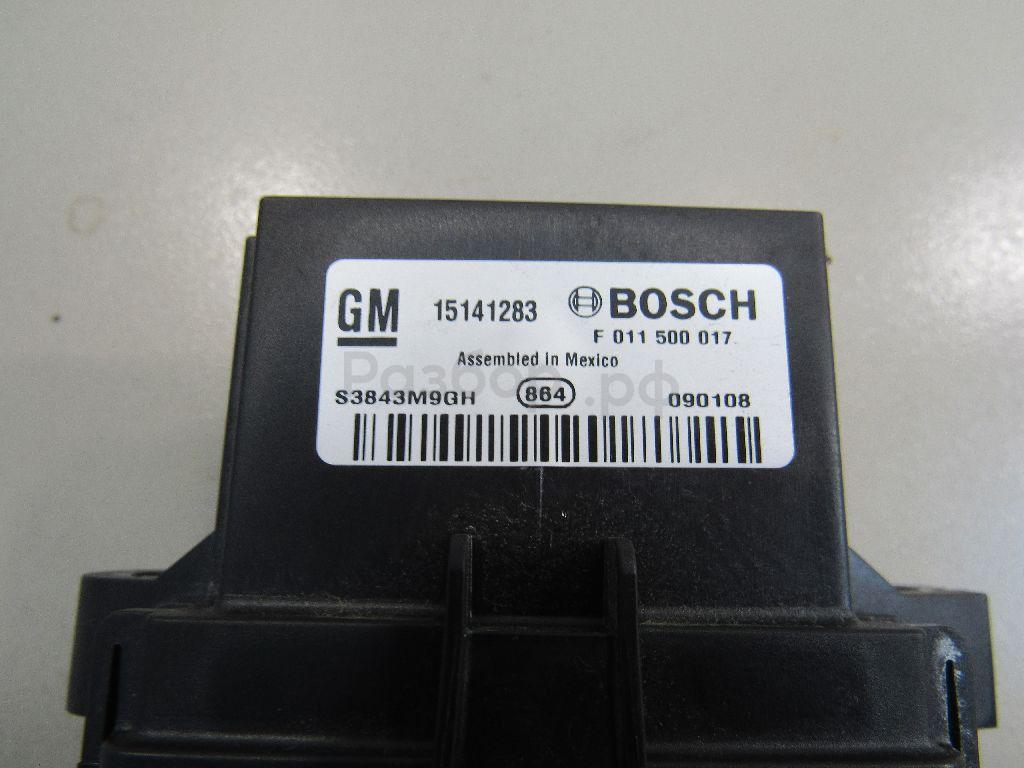 GM 15141283 BOSCH
F 011 500 017
Assembled in Mexico
Разбор.рф
S3843M9GH 864 090108